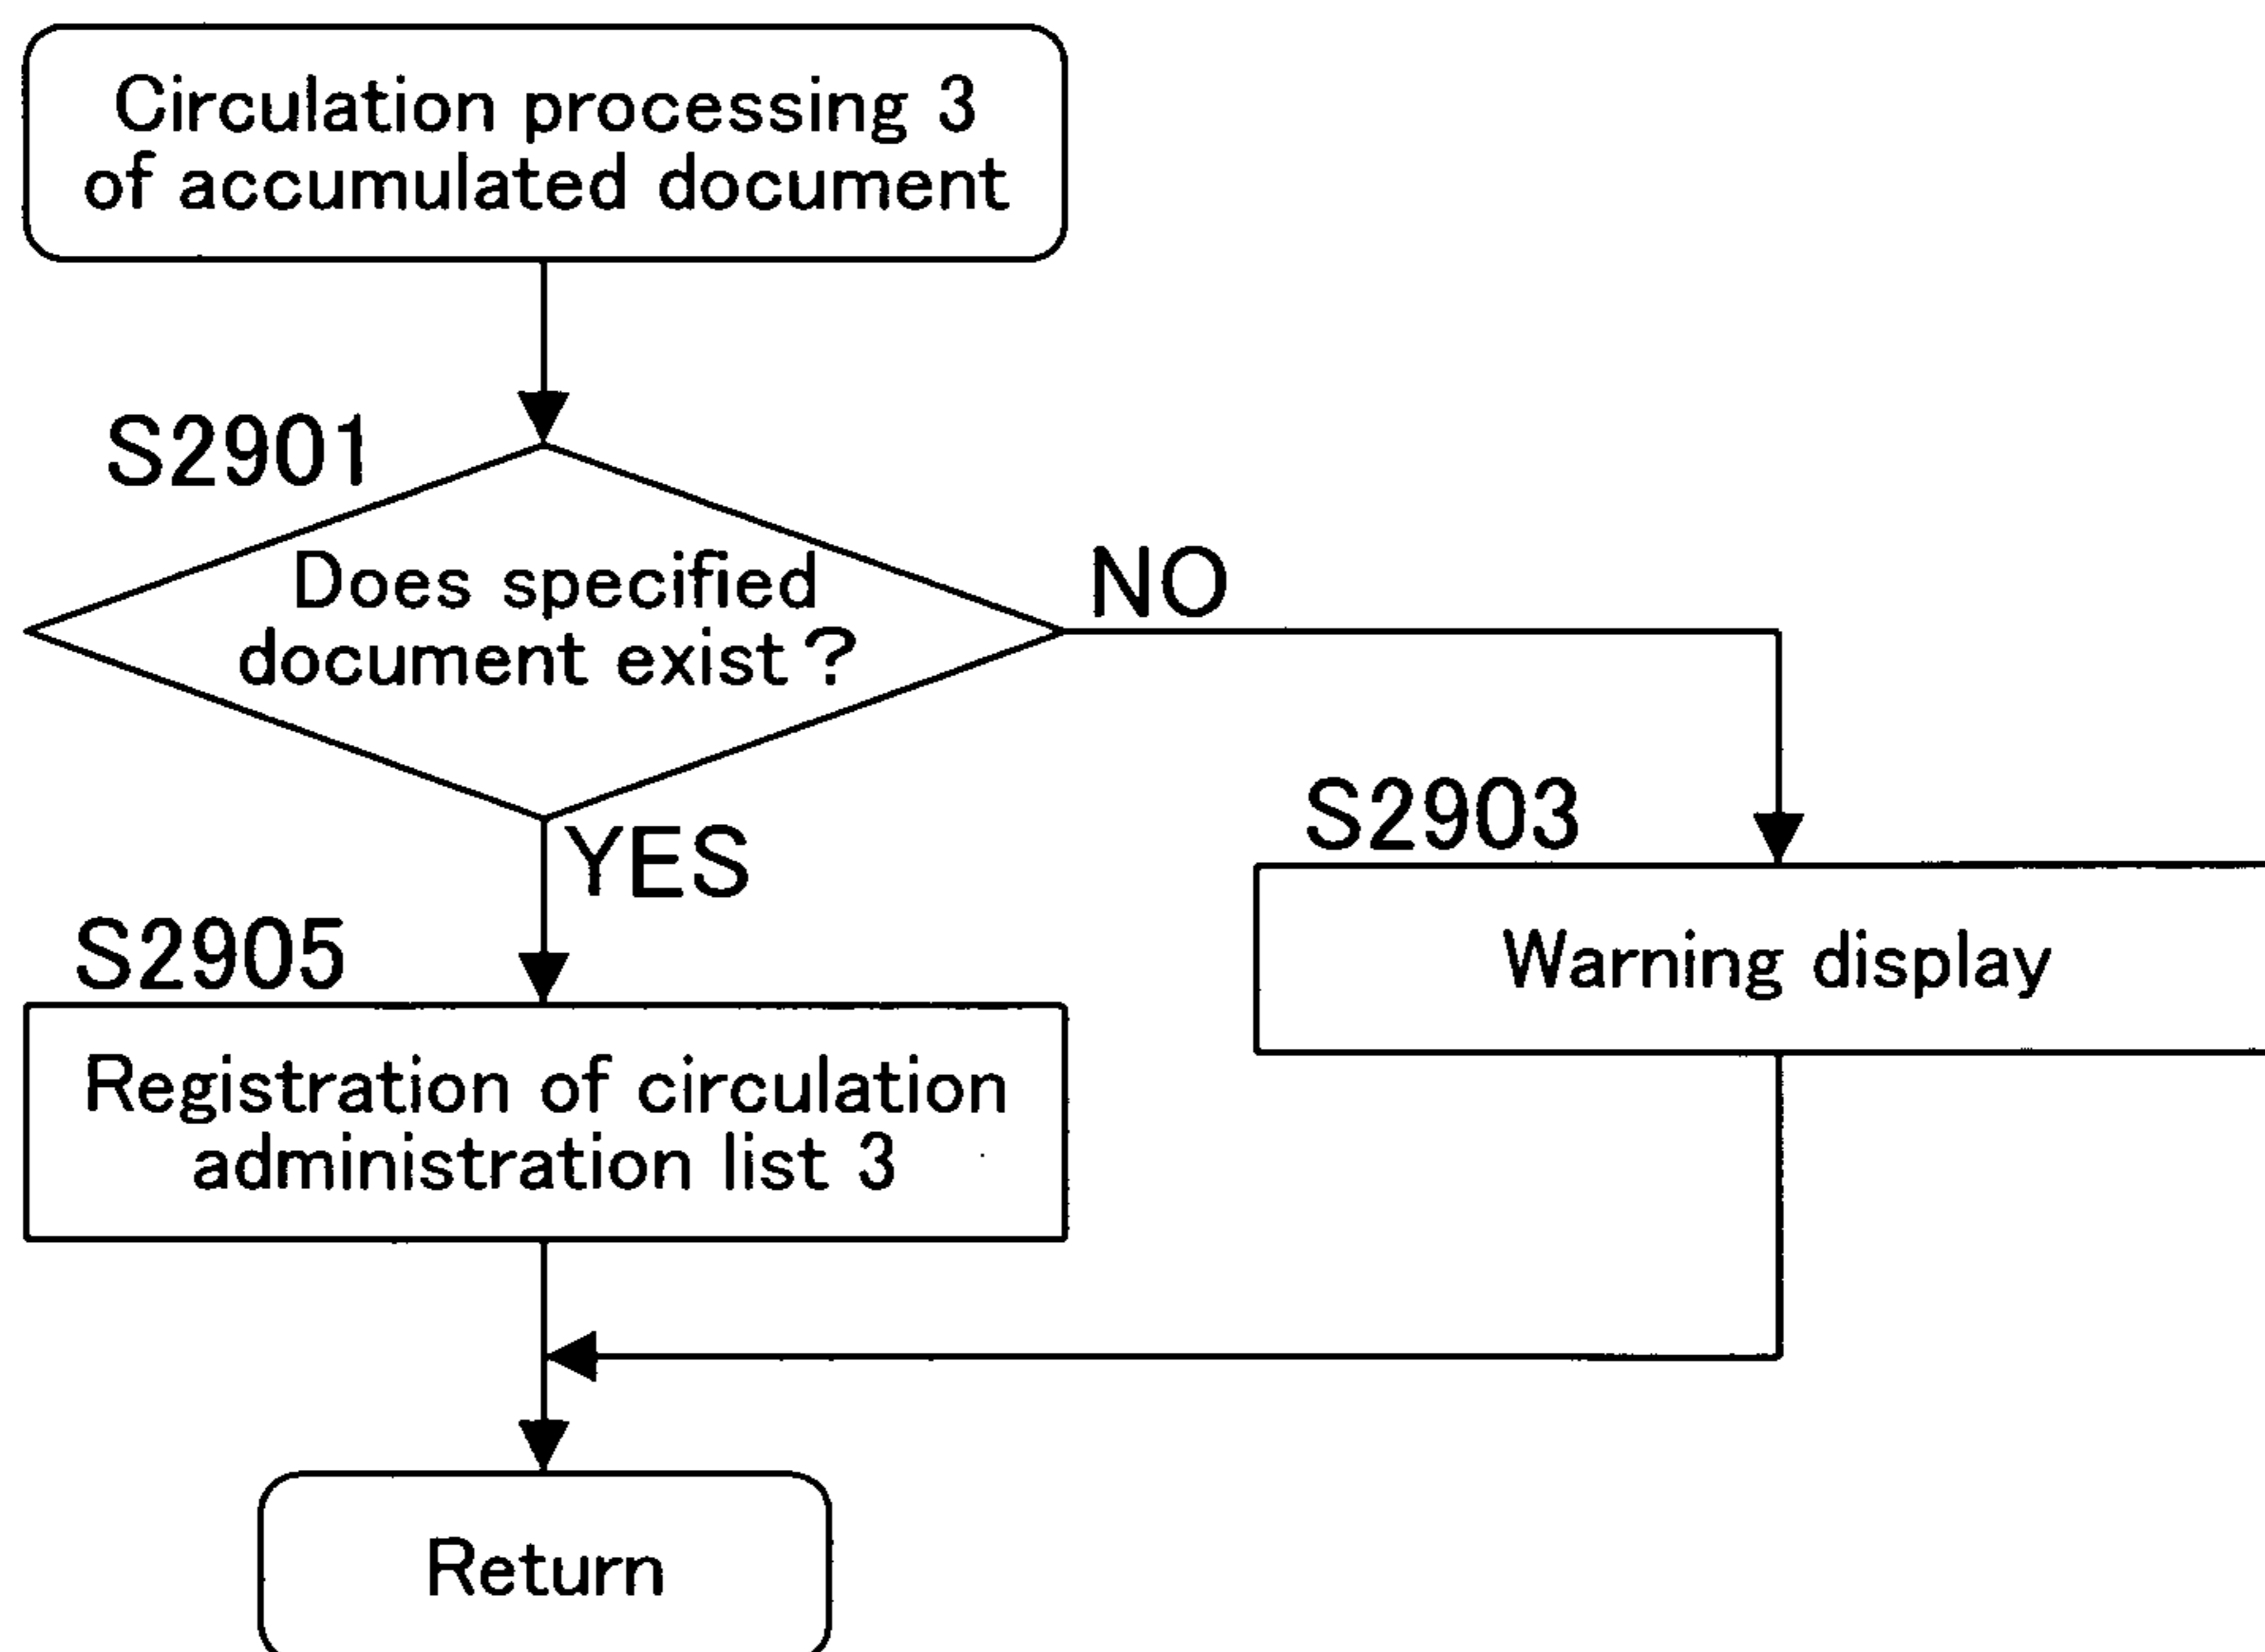 Circulation processing 3
of accumulated document
S2901
Does specified
document exist ?
NO
YES
S2903
Warning display
S2905
Registration of circulation
administration list 3
Return